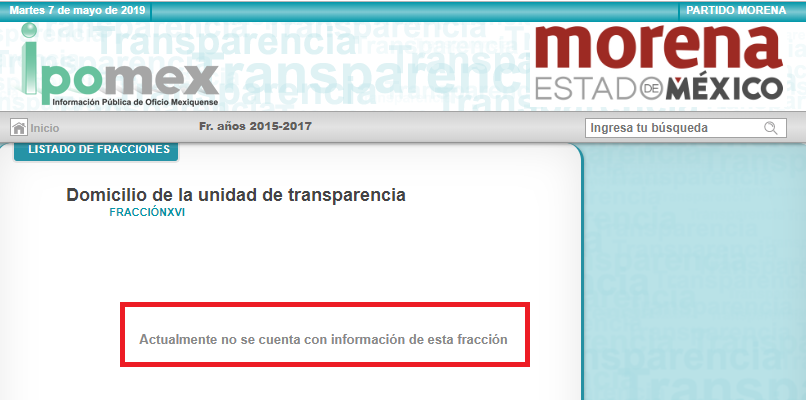 Martes 7 de mayo de 2019
PARTIDO MORENA
Transparencia
Transparencia
ipomex
Información Pública de Oficio Mexiquense
morena
ESTADO DE MÉXICO
Inicio
Fr. años 2015-2017
Ingresa tu búsqueda
LISTADO DE FRACCIONES
Domicilio de la unidad de transparencia
FRACCIÓNXVI
Actualmente no se cuenta con información de esta fracción